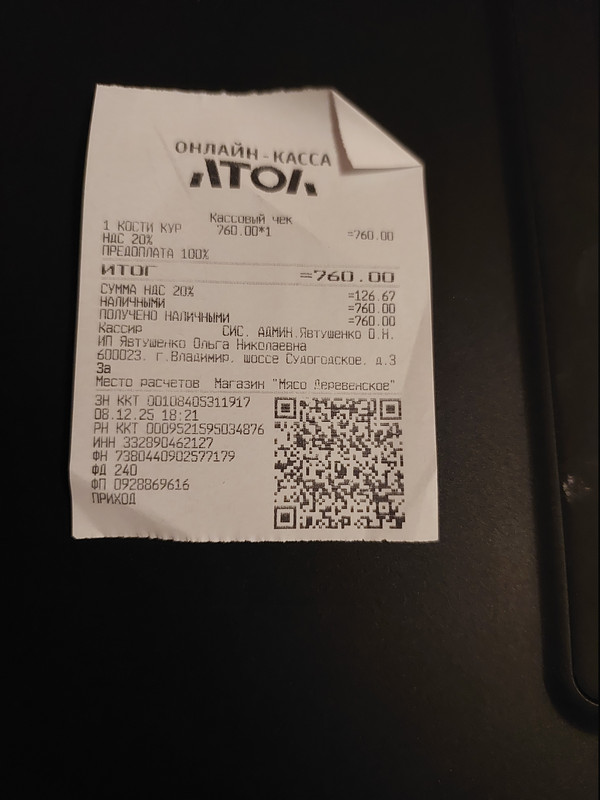 ОНЛАЙН-КАССА
АТОЛ
Кассовый чек
1 КОСТИ КУР 760.00*1 =760.00
НДС 20%
ПРЕДОПЛАТА 100%
ИТОГ =760.00
СУММА НДС 20% =126.67
НАЛИЧНЫМИ =760.00
ПОЛУЧЕНО НАЛИЧНЫМИ =760.00
Кассир СИС. АДМИН.Явтушенко О.Н.
ИП Явтушенко Ольга Николаевна
600023, г.Владимир, шоссе Судогодское, д.3
3а
Место расчетов Магазин "Мясо Деревенское"
ЗН ККТ 00108405311917
08.12.25 18:21
РН ККТ 0009521595034876
ИНН 332890462127
ФН 7380440902577179
ФД 240
ФП 0928869616
ПРИХОД